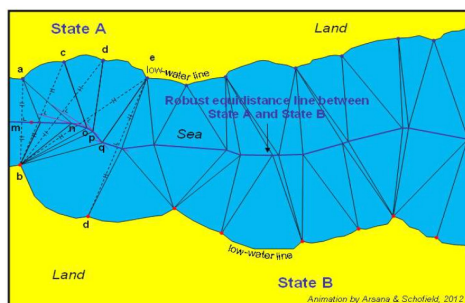 State A
Land
a
c
d
e
low-water line
Robust equidistance line between
State A and State B
m
n
o
p
q
Sea
b
d
low-water line
Land
State B
Animation by Arsana & Schofield, 2012